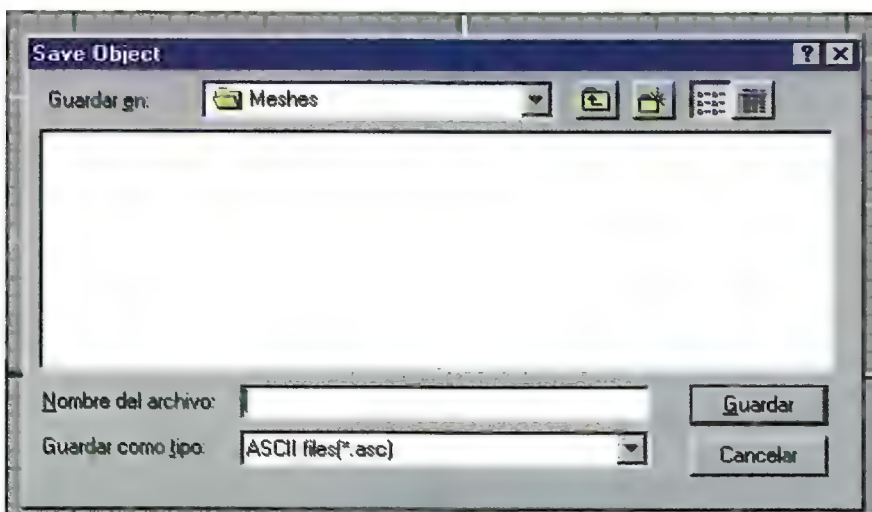 Save Object
Guardar en: Meshes
Nombre del archivo:
Guardar
Guardar como tipo: ASCII files(*.asc)
Cancelar